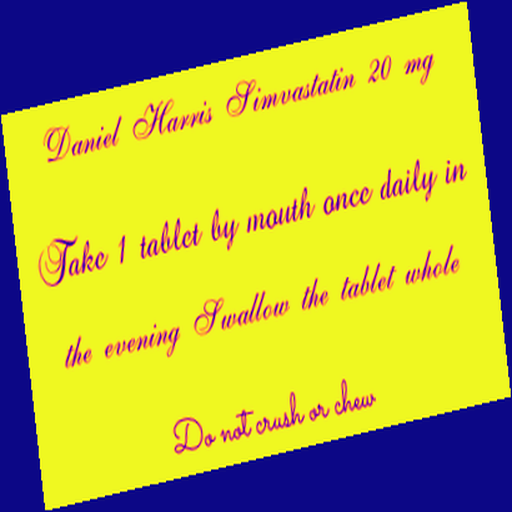 Daniel Harris Simvastatin 20 mg
Take 1 tablet by mouth once daily in
the evening Swallow the tablet whole
Do not crush or chew